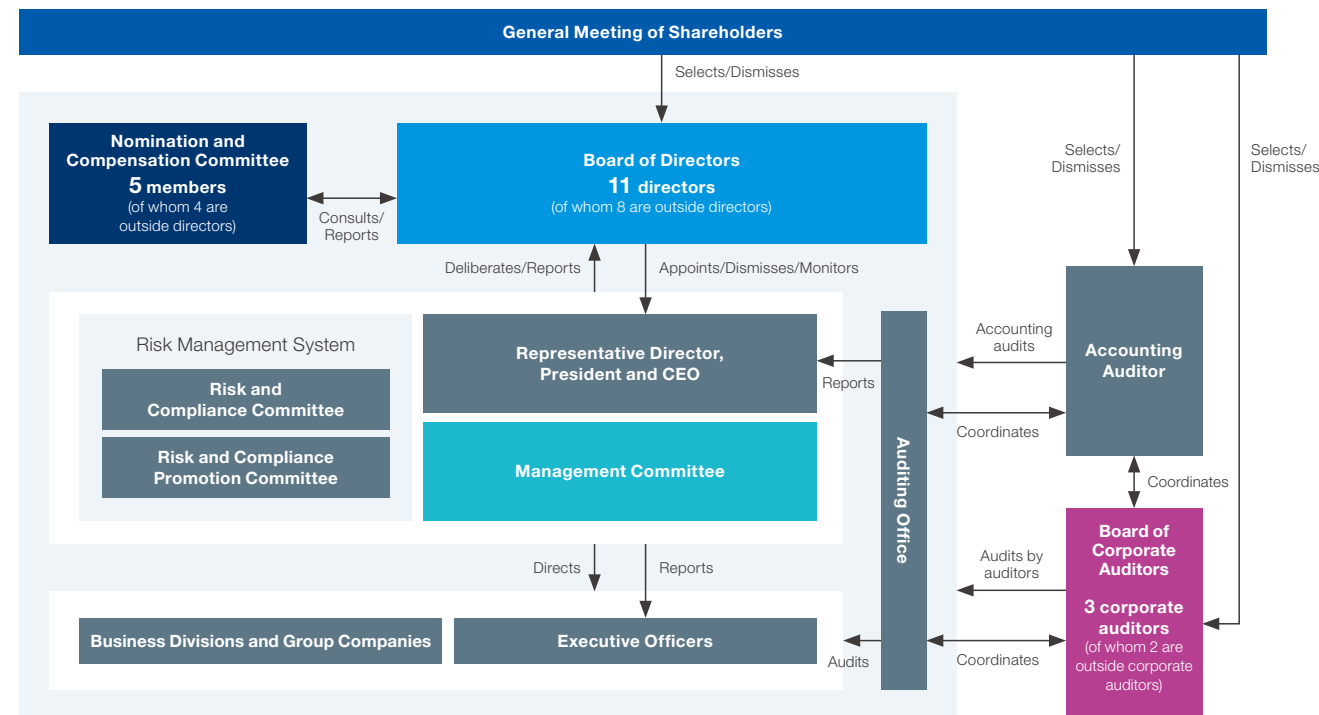 General Meeting of Shareholders
Selects/Dismisses
Nomination and
Compensation Committee
5 members
(of whom 4 are
outside directors)
Consults/
Reports
Board of Directors
11 directors
(of whom 8 are outside directors)
Selects/
Dismisses
Selects/
Dismisses
Deliberates/Reports
Appoints/Dismisses/Monitors
Risk Management System
Risk and
Compliance Committee
Risk and Compliance
Promotion Committee
Representative Director,
President and CEO
Management Committee
Reports
Auditing Office
Accounting
audits
Coordinates
Accounting
Auditor
Coordinates
Directs
Reports
Audits by
auditors
Board of
Corporate
Auditors
3 corporate
auditors
(of whom 2 are
outside corporate
auditors)
Business Divisions and Group Companies
Executive Officers
Audits
Coordinates